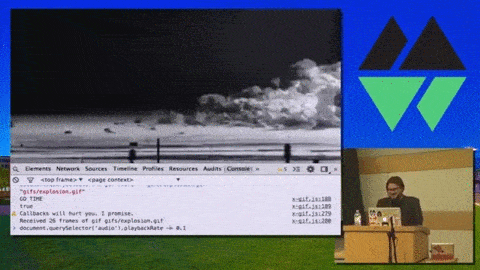 Elements Network Sources Timeline Profiles Resources Audits Console
<top frame> <page context>
"gifs/explosion.gif"
GO TIME x-gif.js:188
true x-gif.js:189
Callbacks will hurt you. I promise. x-gif.js:279
Received 26 frames of gif gifs/explosion.gif x-gif.js:200
> document.querySelector('audio').playbackRate = 0.1